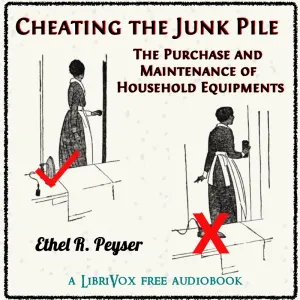 Cheating the Junk Pile
The Purchase and
Maintenance of
Household Equipments
Ethel R. Peyser
a LibriVox free audiobook